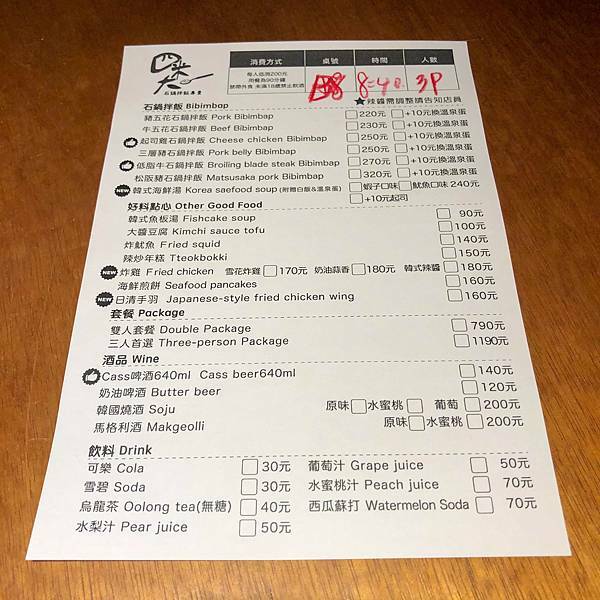 石鍋拌飯專賣
消費方式 桌號 時間 人數
每人低消200元
用餐為90分鐘
禁帶外食 未滿18歲禁止飲酒
8:40 3P
★辣醬需調整請告知店員
石鍋拌飯 Bibimbap
豬五花石鍋拌飯 Pork Bibimbap □220元 □+10元換溫泉蛋
牛五花石鍋拌飯 Beef Bibimbap □230元 □+10元換溫泉蛋
起司雞石鍋拌飯 Cheese chicken Bibimbap □250元 □+10元換溫泉蛋
三層豬石鍋拌飯 Pork belly Bibimbap □250元 □+10元換溫泉蛋
低脂牛石鍋拌飯 Broiling blade steak Bibimbap □270元 □+10元換溫泉蛋
松阪豬石鍋拌飯 Matsusaka pork Bibimbap □320元 □+10元換溫泉蛋
NEW 韓式海鮮湯 Korea saefood soup (附贈白飯&溫泉蛋) □蝦子口味 □魷魚口味 240元
□+10元起司
好料點心 Other Good Food
韓式魚板湯 Fishcake soup □ 90元
大醬豆腐 Kimchi sauce tofu □100元
炸魷魚 Fried squid □140元
辣炒年糕 Tteokbokki □150元
NEW 炸雞 Fried chicken 雪花炸雞 □170元 奶油蒜香 □180元 韓式辣醬 □180元
海鮮煎餅 Seafood pancakes □160元
NEW 日清手羽 Japanese-style fried chicken wing □160元
套餐 Package
雙人套餐 Double Package □790元
三人首選 Three-person Package □1190元
酒品 Wine
Cass啤酒640ml Cass beer640ml □140元
奶油啤酒 Butter beer □120元
韓國燒酒 Soju 原味□ 水蜜桃□ 葡萄□200元
馬格利酒 Makgeolli 原味□ 水蜜桃□200元
飲料 Drink
可樂 Cola □30元 葡萄汁 Grape juice □ 50元
雪碧 Soda □30元 水蜜桃汁 Peach juice □ 70元
烏龍茶 Oolong tea(無糖) □40元 西瓜蘇打 Watermelon Soda □ 70元
水梨汁 Pear juice □50元